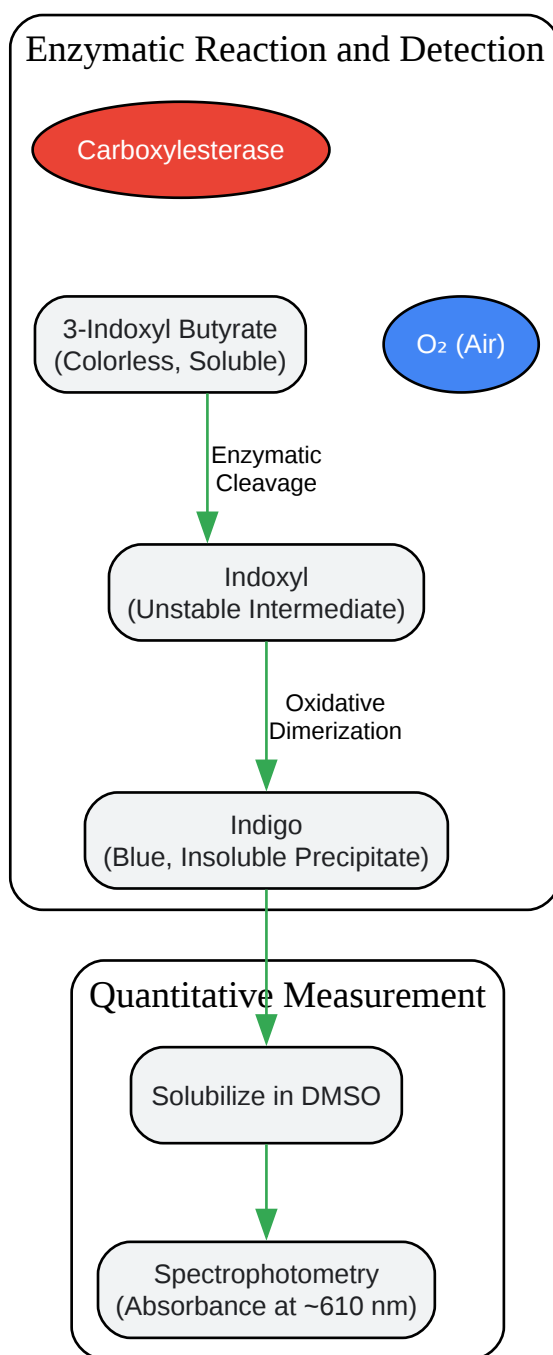 Enzymatic Reaction and Detection
Carboxylesterase
3-Indoxyl Butyrate
(Colorless, Soluble)
O₂ (Air)
Enzymatic
Cleavage
Indoxyl
(Unstable Intermediate)
Oxidative
Dimerization
Indigo
(Blue, Insoluble Precipitate)
Quantitative Measurement
Solubilize in DMSO
Spectrophotometry
(Absorbance at ~610 nm)